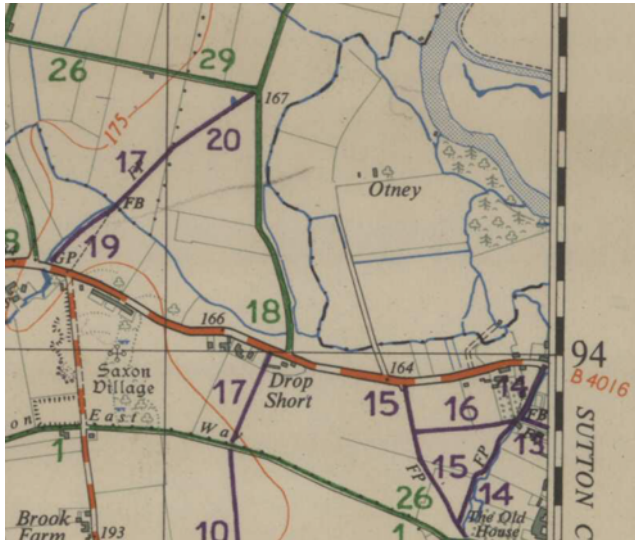 26
29
167
175
20
17
FB
Otney
19
8
GP
18
166
94
Saxon
Village
164
B 4016
Drop
Short
17
14
15
16
FB
13
East
Wa
on
1
FP
15
FP
SUTTON C
26
14
10
1
Brook
Farm
193
The Old
House